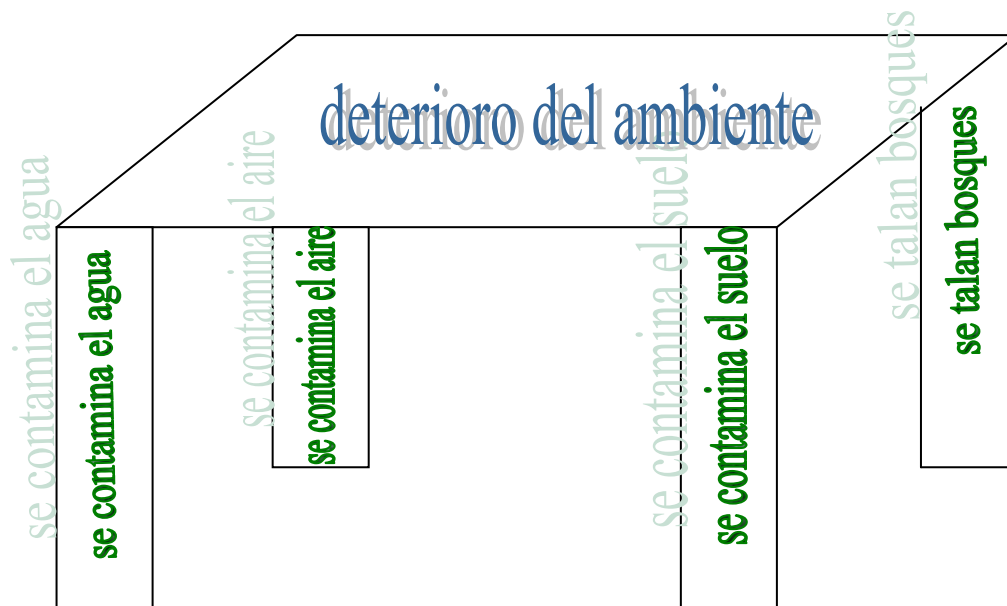 deterioro del ambiente
se contamina el agua
se contamina el aire
se contamina el suelo
se talan bosques